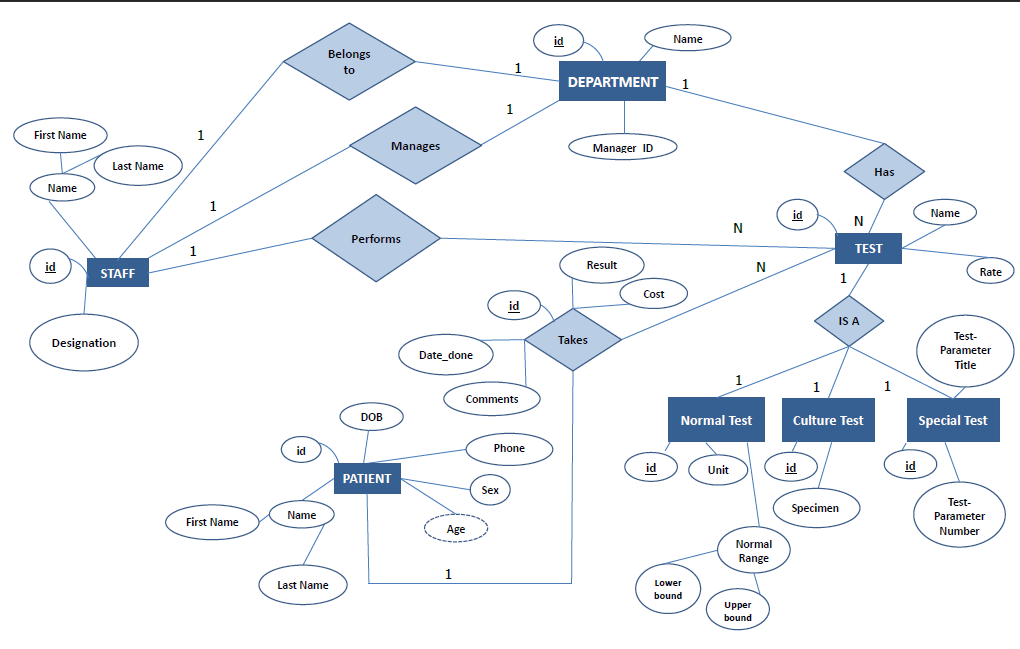 Belongs
to
id
Name
DEPARTMENT
1
1
1
Manager_ID
Manages
1
First Name
Last Name
Name
1
Has
Performs
id
N
Name
N
TEST
1
id
STAFF
Result
N
Rate
1
Cost
id
IS A
Designation
Takes
Test-
Parameter
Title
Date_done
1
1
1
Comments
DOB
Normal Test
Culture Test
Special Test
id
Phone
PATIENT
id
Unit
id
id
Sex
Name
First Name
Age
Specimen
Test-
Parameter
Number
Normal
Range
1
Last Name
Lower
bound
Upper
bound